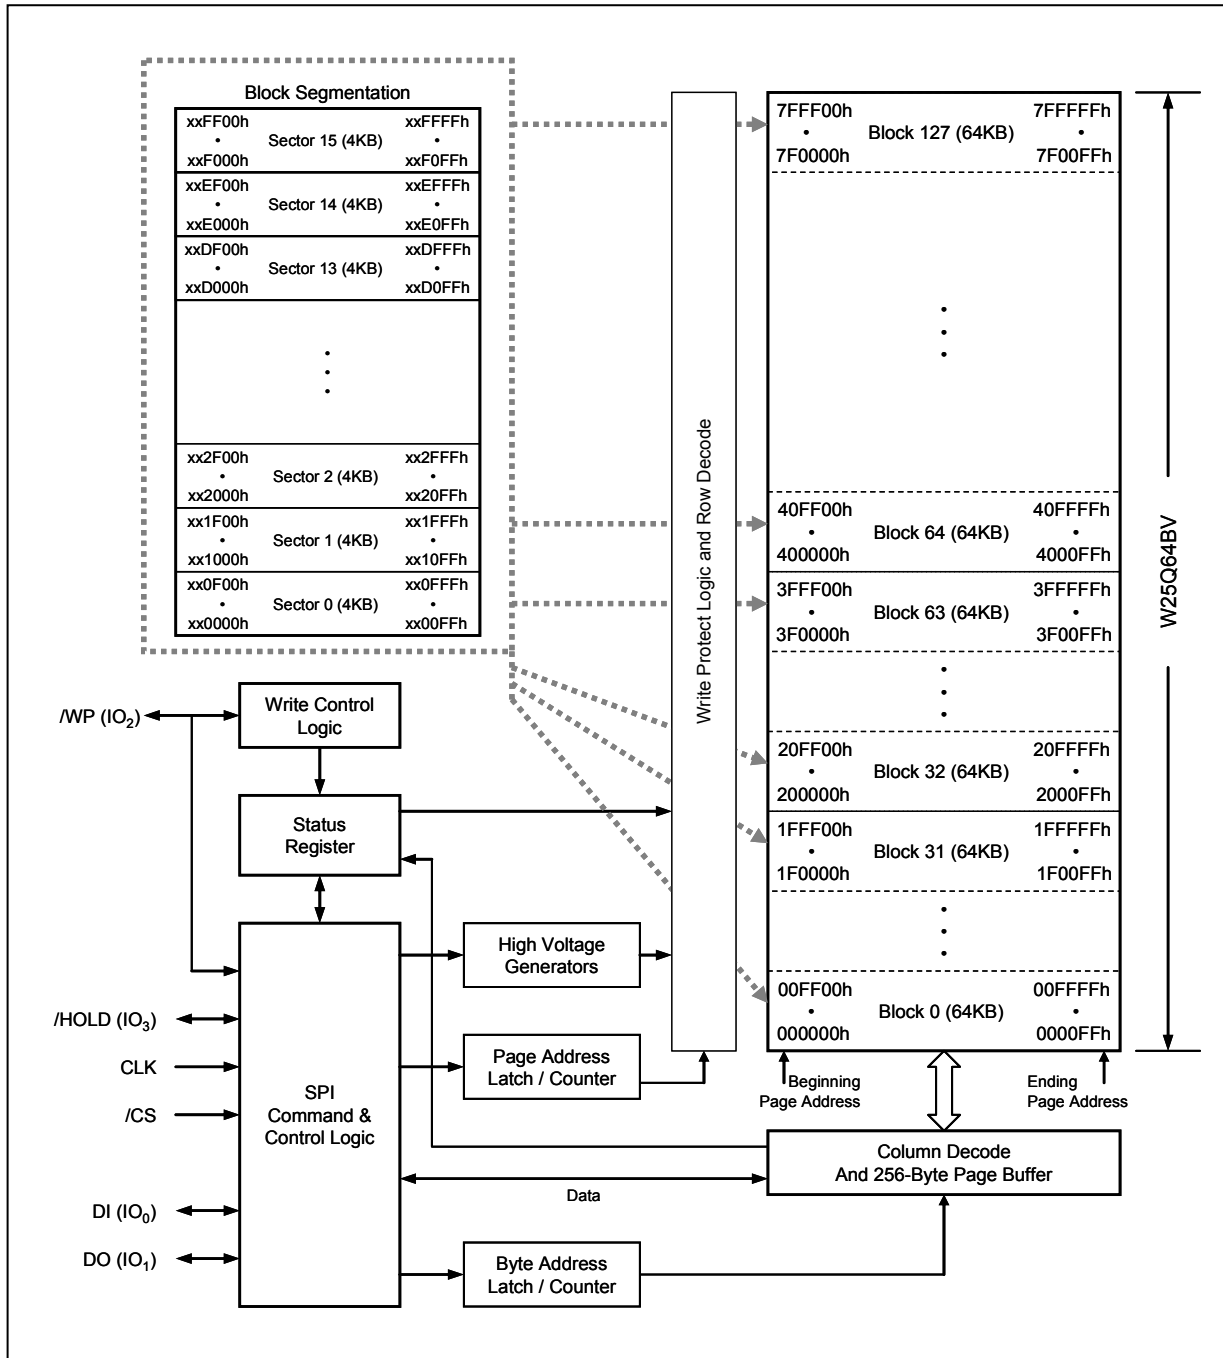 Block Segmentation
xxFF00h xxFFFFh
• Sector 15 (4KB) •
xxF000h xxF0FFh
xxEF00h xxEFFFh
• Sector 14 (4KB) •
xxE000h xxE0FFh
xxDF00h xxDFFFh
• Sector 13 (4KB) •
xxD000h xxD0FFh
xx2F00h xx2FFFh
• Sector 2 (4KB) •
xx2000h xx20FFh
xx1F00h xx1FFFh
• Sector 1 (4KB) •
xx1000h xx10FFh
xx0F00h xx0FFFh
• Sector 0 (4KB) •
xx0000h xx00FFh
Write Protect Logic and Row Decode
7FFF00h 7FFFFFh
• Block 127 (64KB) •
7F0000h 7F00FFh
40FF00h 40FFFFh
• Block 64 (64KB) •
400000h 4000FFh
3FFF00h 3FFFFFh
• Block 63 (64KB) •
3F0000h 3F00FFh
20FF00h 20FFFFh
• Block 32 (64KB) •
200000h 2000FFh
1FFF00h 1FFFFFh
• Block 31 (64KB) •
1F0000h 1F00FFh
00FF00h 00FFFFh
• Block 0 (64KB) •
000000h 0000FFh
W25Q64BV
Beginning
Page Address
Ending
Page Address
/WP (IO2)
Write Control
Logic
Status
Register
/HOLD (IO3)
CLK
/CS
DI (IO0)
DO (IO1)
SPI
Command &
Control Logic
High Voltage
Generators
Page Address
Latch / Counter
Column Decode
And 256-Byte Page Buffer
Data
Byte Address
Latch / Counter